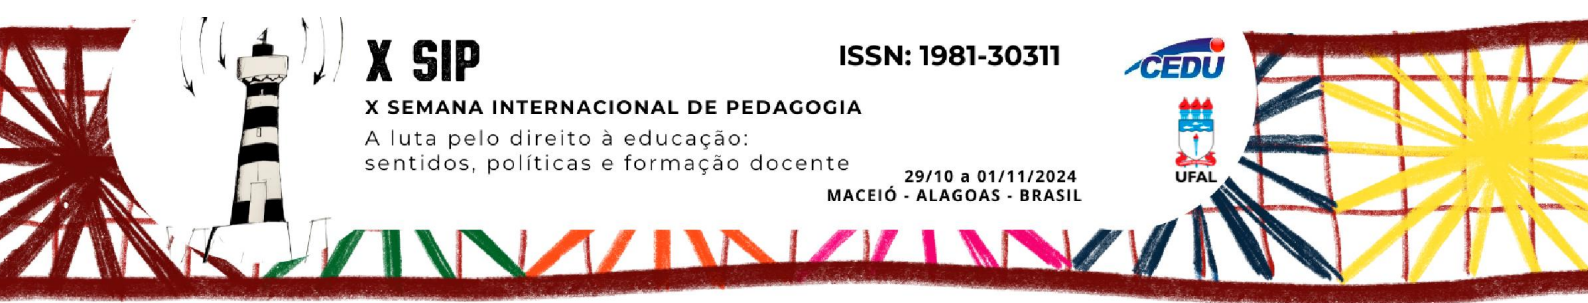 X SIP
ISSN: 1981-30311
CEDU
X SEMANA INTERNACIONAL DE PEDAGOGIA
A luta pelo direito à educação:
sentidos, políticas e formação docente
UFAL
29/10 a 01/11/2024
MACEIÓ - ALAGOAS - BRASIL